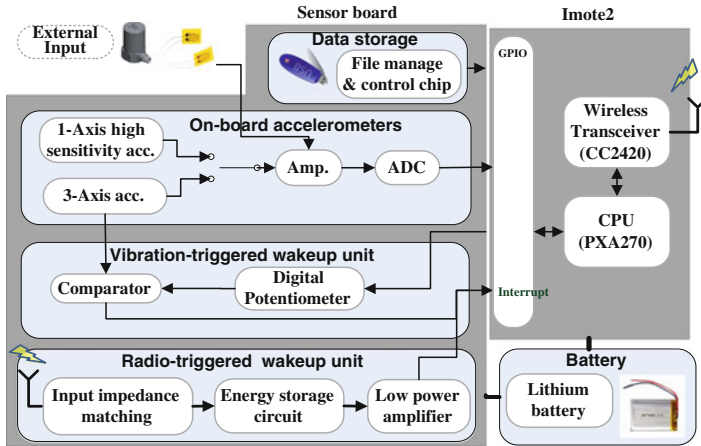 Sensor board
Imote2
External
Input
Data storage
File manage
& control chip
GPIO
Wireless
Transceiver
(CC2420)
CPU
(PXA270)
On-board accelerometers
1-Axis high
sensitivity acc.
3-Axis acc.
Amp.
ADC
Vibration-triggered wakeup unit
Comparator
Digital
Potentiometer
Interrupt
Radio-triggered wakeup unit
Input impedance
matching
Energy storage
circuit
Low power
amplifier
Battery
Lithium
battery